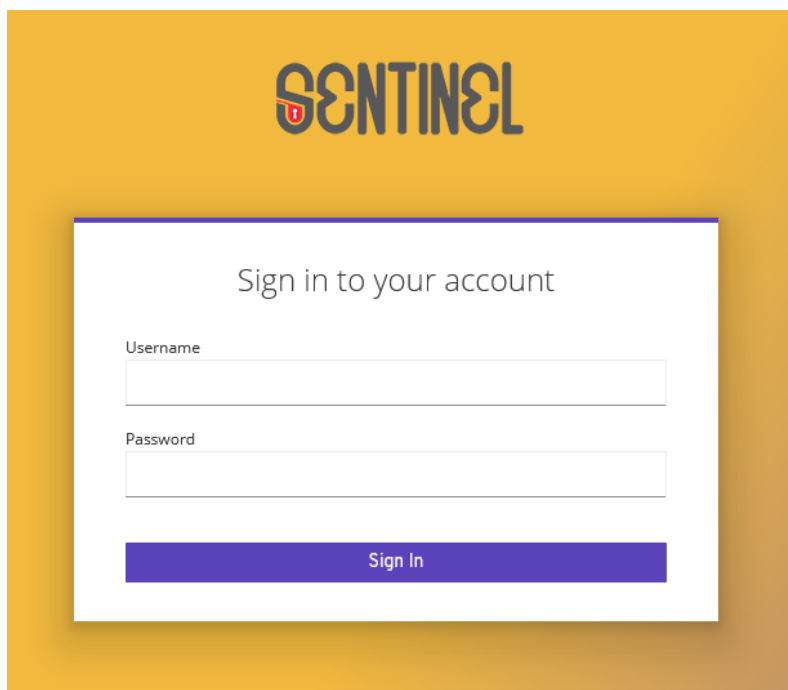 SENTINEL
Sign in to your account
Username
Password
Sign In